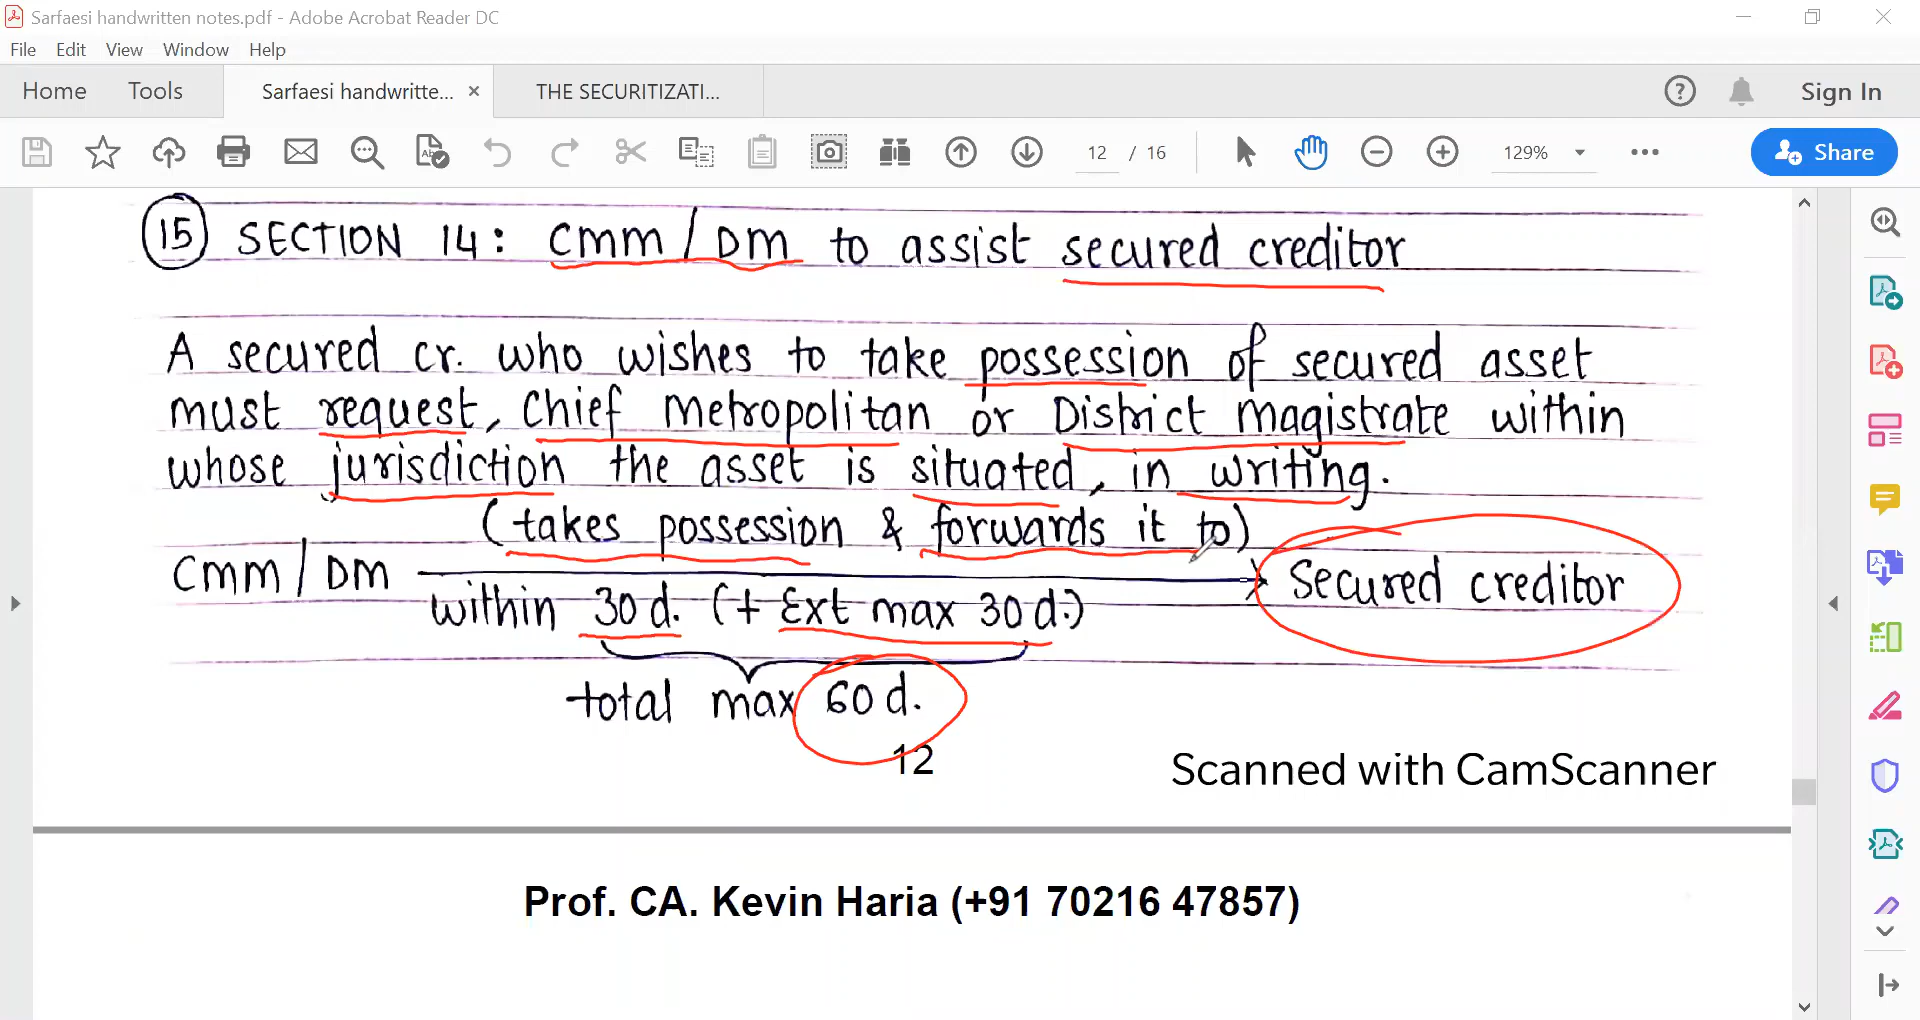 Sarfaesi handwritten notes.pdf - Adobe Acrobat Reader DC
File Edit View Window Help
Home Tools Sarfaesi handwritte... × THE SECURITIZATI... Sign In
12 / 16 129% Share
15 SECTION 14: CMM / DM to assist secured creditor
A secured cr. who wishes to take possession of secured asset
must request, Chief Metropolitan or District magistrate within
whose jurisdiction the asset is situated, in writing.
(takes possession & forwards it to)
CMM / DM Secured creditor
within 30 d. (+ Ext max 30 d.)
total max 60 d.
12
Scanned with CamScanner
Prof. CA. Kevin Haria (+91 70216 47857)